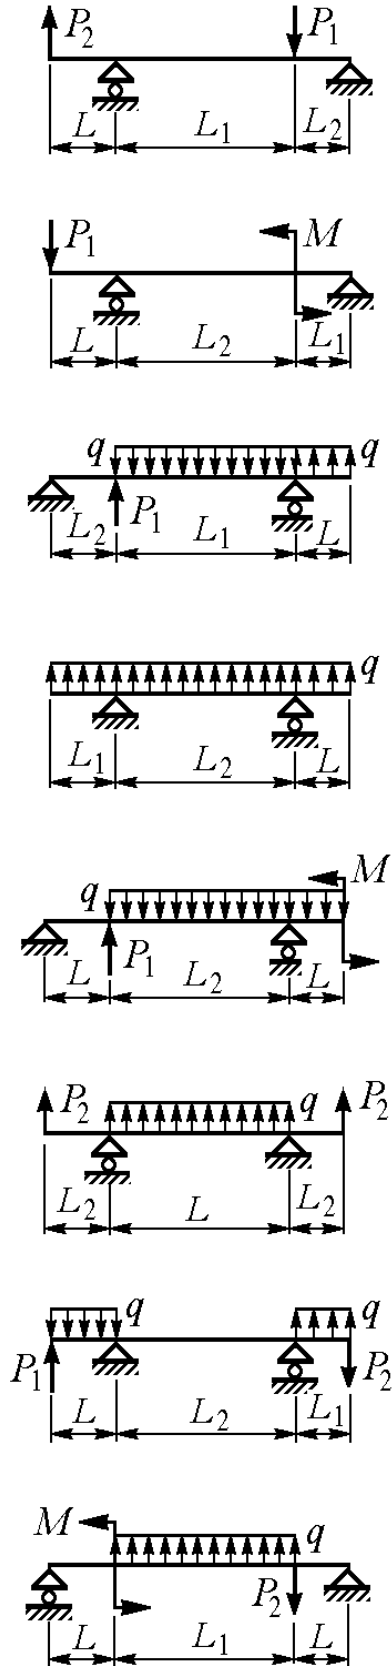 P₂ P₁
L L₁ L₂
P₁ M
L L₂ L₁
q q
P₁
L₂ L₁ L
q
L₁ L₂ L
M
q
P₁
L L₂ L
P₂ q P₂
L₂ L L₂
q q
P₁ P₂
L L₂ L₁
M q
P₂
L L₁ L